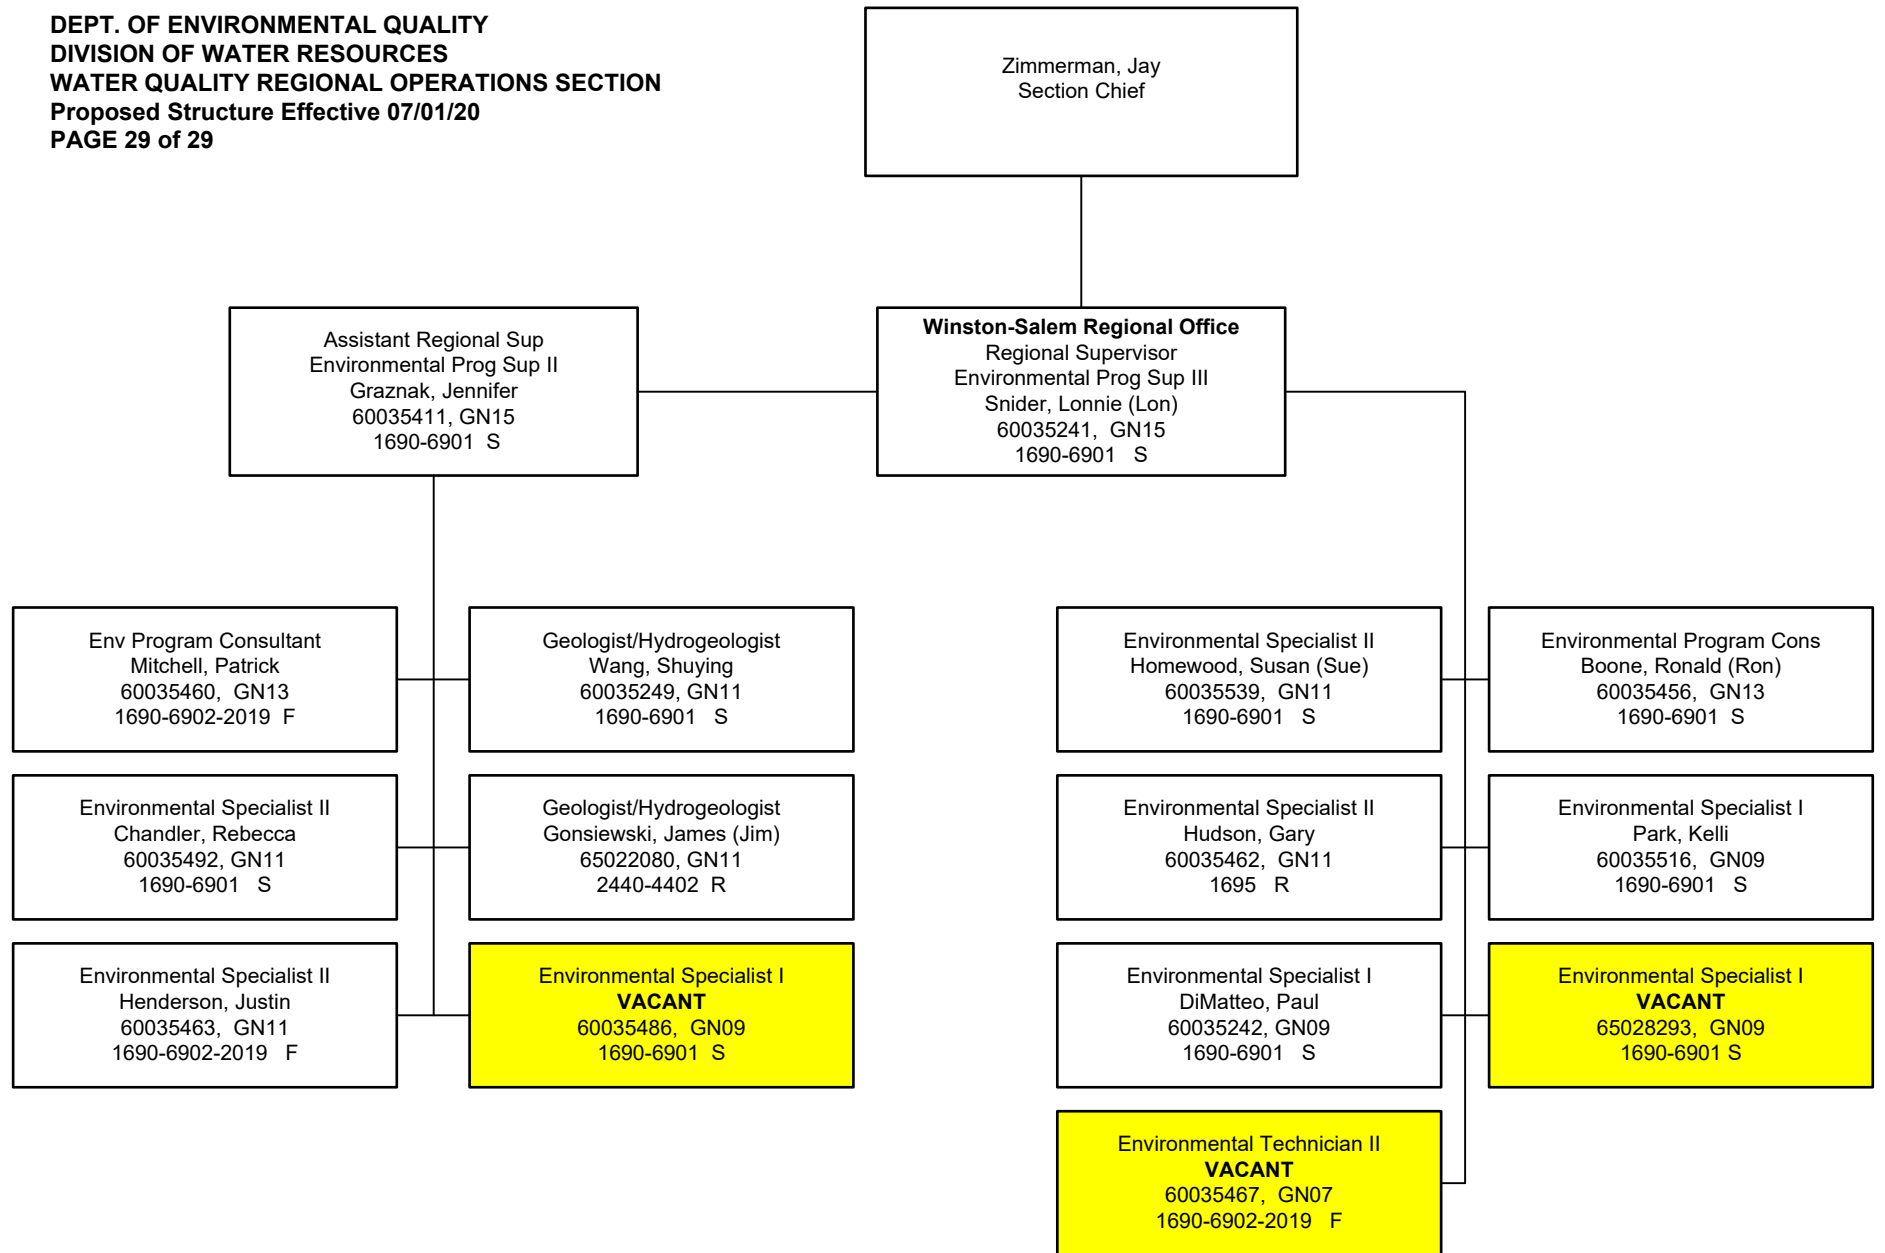 DEPT. OF ENVIRONMENTAL QUALITY
DIVISION OF WATER RESOURCES
WATER QUALITY REGIONAL OPERATIONS SECTION
Proposed Structure Effective 07/01/20
PAGE 29 of 29
Zimmerman, Jay
Section Chief
Assistant Regional Sup
Environmental Prog Sup II
Graznak, Jennifer
60035411, GN15
1690-6901 S
Winston-Salem Regional Office
Regional Supervisor
Environmental Prog Sup III
Snider, Lonnie (Lon)
60035241, GN15
1690-6901 S
Env Program Consultant
Mitchell, Patrick
60035460, GN13
1690-6902-2019 F
Geologist/Hydrogeologist
Wang, Shuying
60035249, GN11
1690-6901 S
Environmental Specialist II
Homewood, Susan (Sue)
60035539, GN11
1690-6901 S
Environmental Program Cons
Boone, Ronald (Ron)
60035456, GN13
1690-6901 S
Environmental Specialist II
Chandler, Rebecca
60035492, GN11
1690-6901 S
Geologist/Hydrogeologist
Gonsiewski, James (Jim)
65022080, GN11
2440-4402 R
Environmental Specialist II
Hudson, Gary
60035462, GN11
1695 R
Environmental Specialist I
Park, Kelli
60035516, GN09
1690-6901 S
Environmental Specialist II
Henderson, Justin
60035463, GN11
1690-6902-2019 F
Environmental Specialist I
VACANT
60035486, GN09
1690-6901 S
Environmental Specialist I
DiMatteo, Paul
60035242, GN09
1690-6901 S
Environmental Specialist I
VACANT
65028293, GN09
1690-6901 S
Environmental Technician II
VACANT
60035467, GN07
1690-6902-2019 F